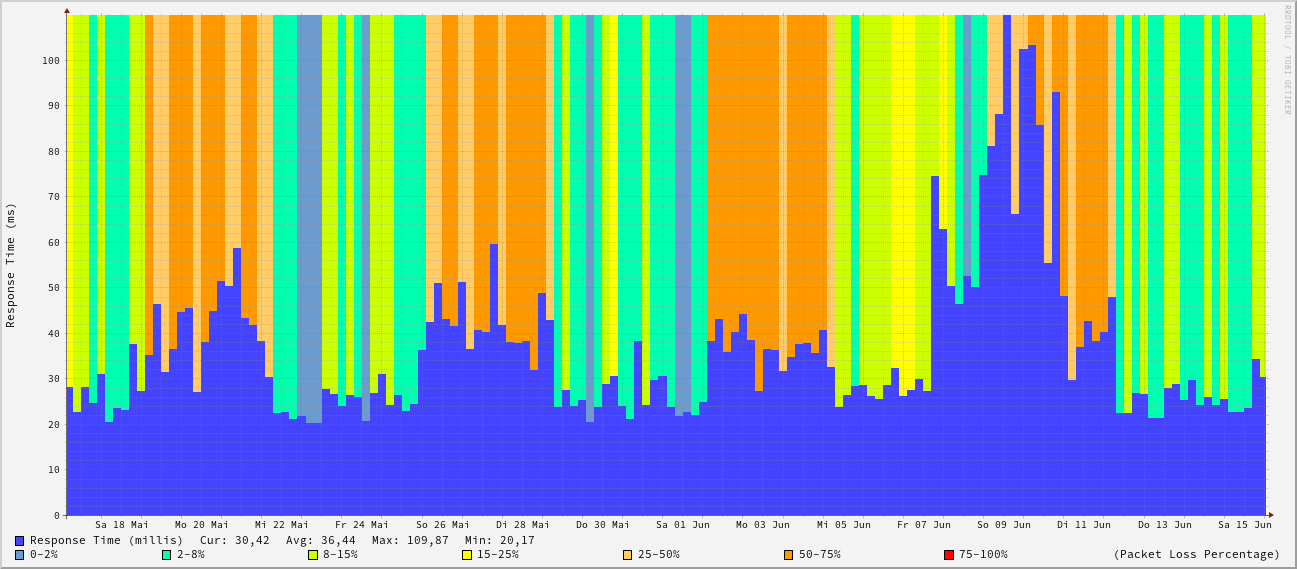 RRDTOOL / TOBI OETIKER
Response Time (ms)
100
90
80
70
60
50
40
30
20
10
0
Sa 18 Mai Mo 20 Mai Mi 22 Mai Fr 24 Mai So 26 Mai Di 28 Mai Do 30 Mai Sa 01 Jun Mo 03 Jun Mi 05 Jun Fr 07 Jun So 09 Jun Di 11 Jun Do 13 Jun Sa 15 Jun
Response Time (millis) Cur: 30,42 Avg: 36,44 Max: 109,87 Min: 20,17
0-2% 2-8% 8-15% 15-25% 25-50% 50-75% 75-100% (Packet Loss Percentage)